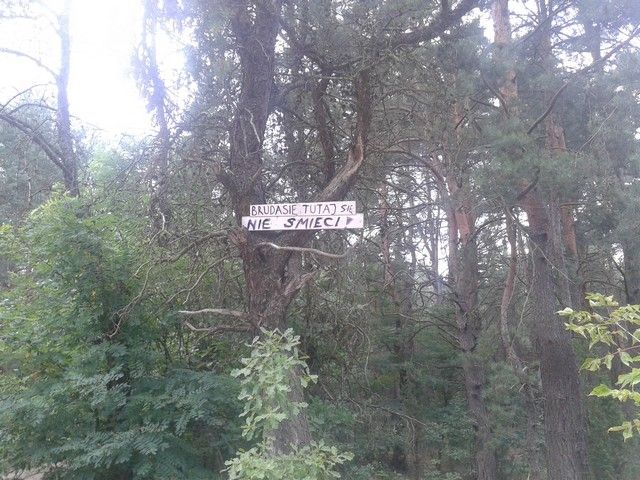 BRUDASIE TUTAJ SIĘ
NIE ŚMIECI!